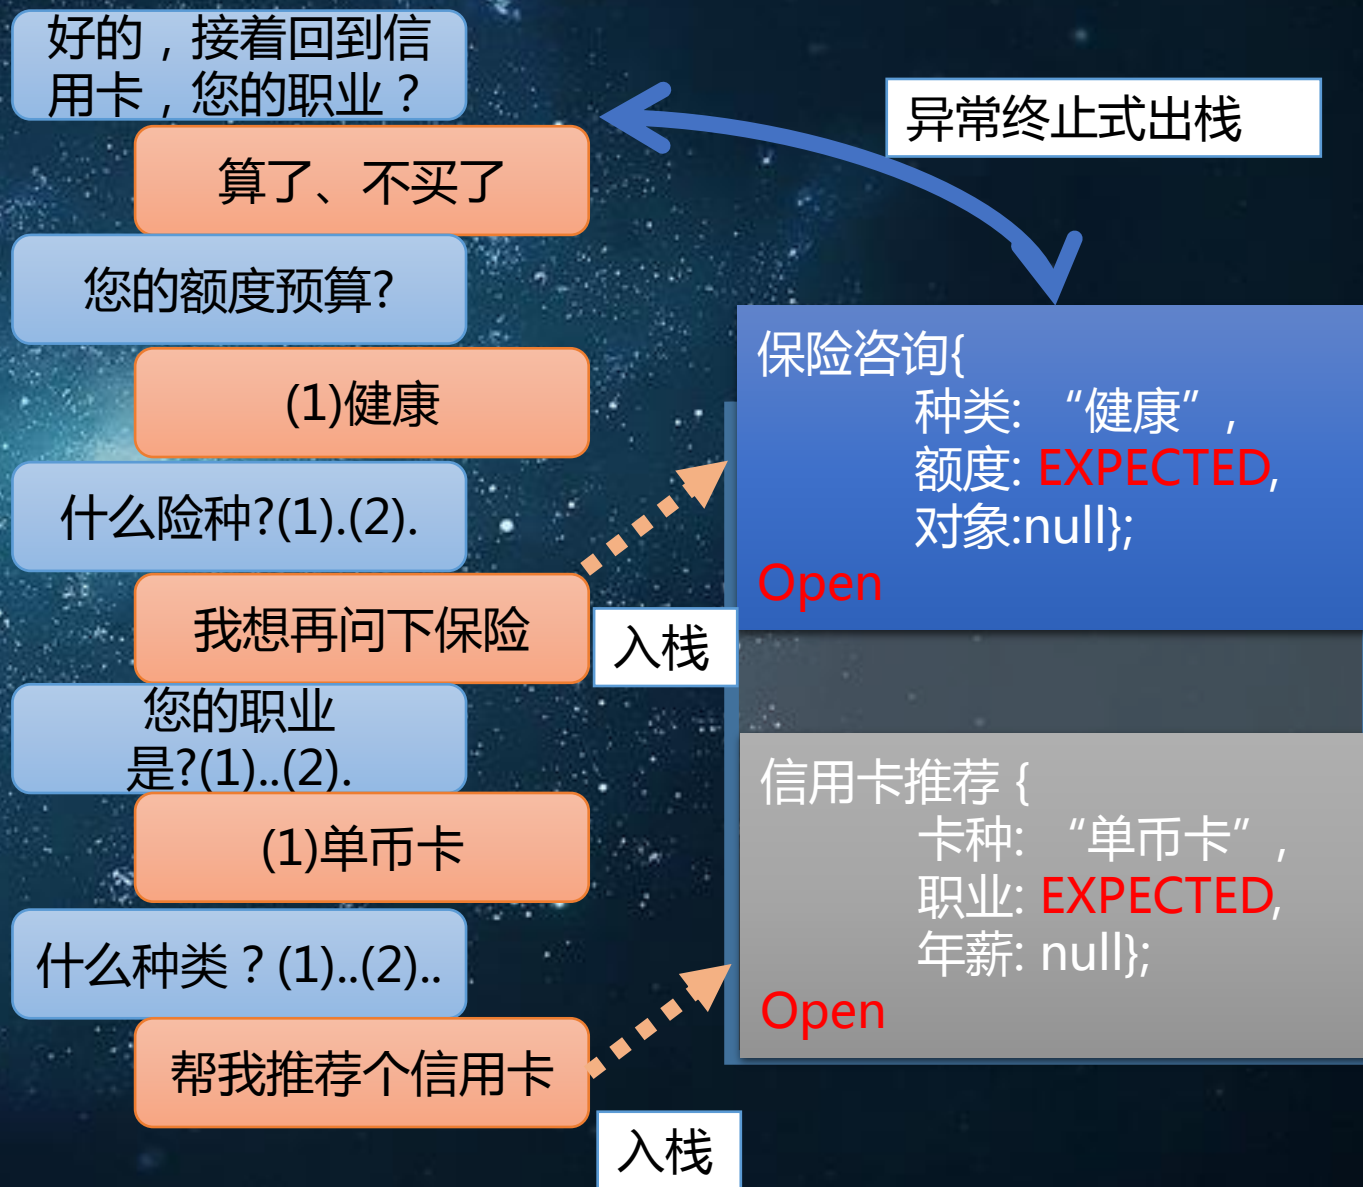 好的，接着回到信
用卡，您的职业？
算了、不买了
您的额度预算?
(1)健康
什么险种?(1).(2).
我想再问下保险
您的职业
是?(1)..(2).
(1)单币卡
什么种类？(1)..(2)..
帮我推荐个信用卡
异常终止式出栈
保险咨询{
种类: “健康”,
额度: EXPECTED,
对象:null};
Open
入栈
信用卡推荐 {
卡种: “单币卡”,
职业: EXPECTED,
年薪: null};
Open
入栈